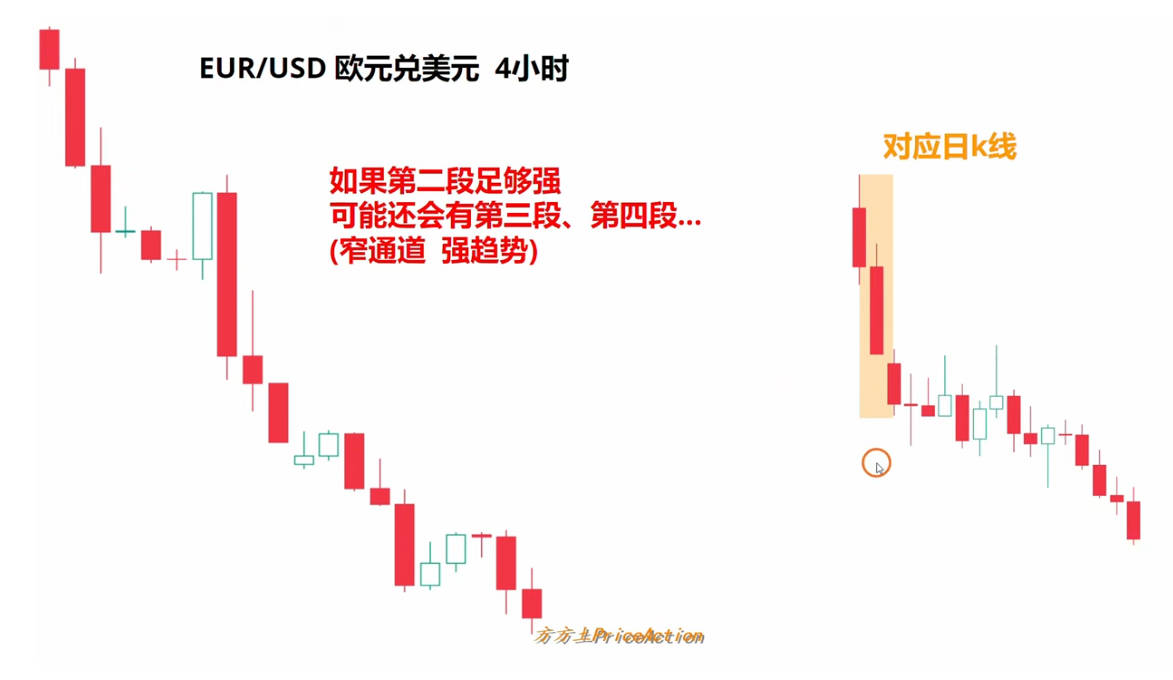 EUR/USD 欧元兑美元 4小时
对应日k线
如果第二段足够强
可能还会有第三段、第四段...
(窄通道 强趋势)
方方土PriceAction